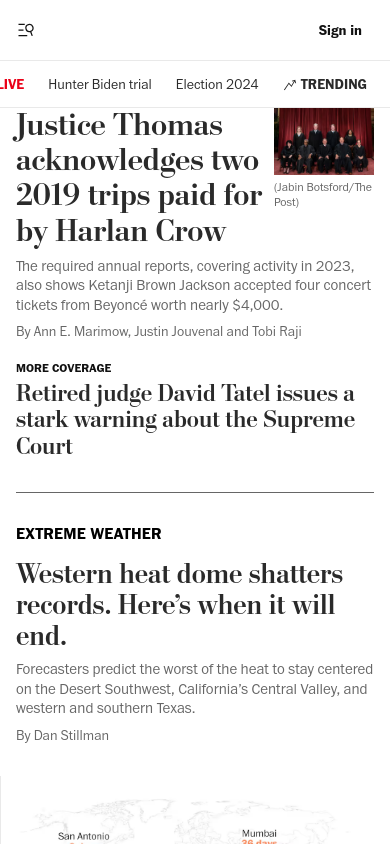 Sign in
LIVE
Hunter Biden trial
Election 2024
TRENDING
Justice Thomas
acknowledges two
2019 trips paid for
by Harlan Crow
(Jabin Botsford/The
Post)
The required annual reports, covering activity in 2023,
also shows Ketanji Brown Jackson accepted four concert
tickets from Beyoncé worth nearly $4,000.
By Ann E. Marimow, Justin Jouvenal and Tobi Raji
MORE COVERAGE
Retired judge David Tatel issues a
stark warning about the Supreme
Court
EXTREME WEATHER
Western heat dome shatters
records. Here’s when it will
end.
Forecasters predict the worst of the heat to stay centered
on the Desert Southwest, California’s Central Valley, and
western and southern Texas.
By Dan Stillman
San Antonio
Mumbai
36 days